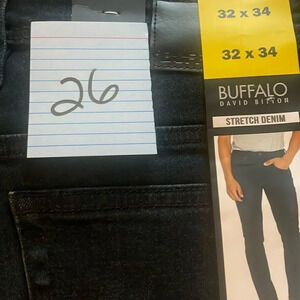 26
32 x 34
32 x 34
BUFFALO
DAVID BITTON
STRETCH DENIM